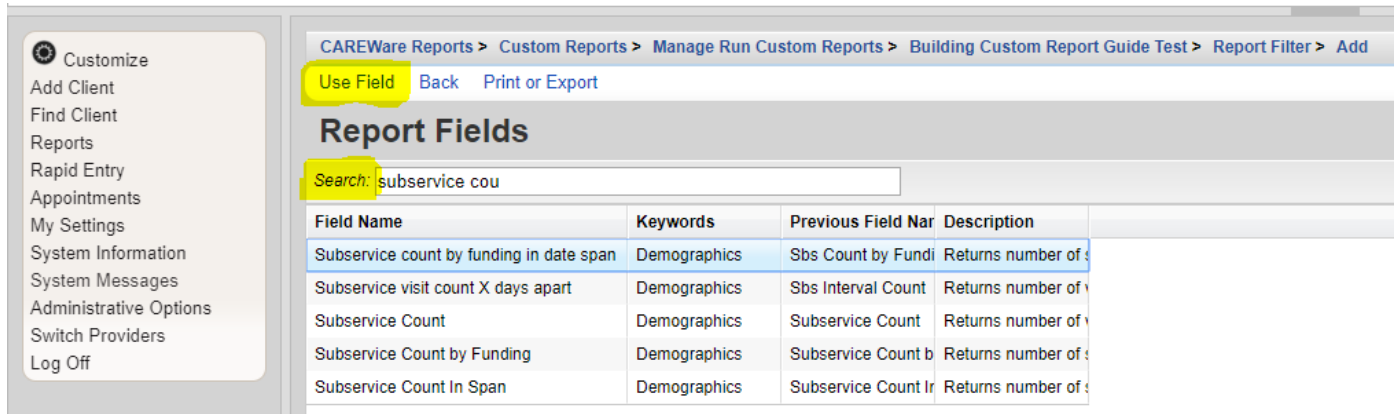 Customize
Add Client
Find Client
Reports
Rapid Entry
Appointments
My Settings
System Information
System Messages
Administrative Options
Switch Providers
Log Off
CAREWare Reports > Custom Reports > Manage Run Custom Reports > Building Custom Report Guide Test > Report Filter > Add
Use Field Back Print or Export
Report Fields
Search: subservice cou
Field Name Keywords Previous Field Nar Description
Subservice count by funding in date span Demographics Sbs Count by Fundi Returns number of s
Subservice visit count X days apart Demographics Sbs Interval Count Returns number of v
Subservice Count Demographics Subservice Count Returns number of v
Subservice Count by Funding Demographics Subservice Count b Returns number of s
Subservice Count In Span Demographics Subservice Count Ir Returns number of s